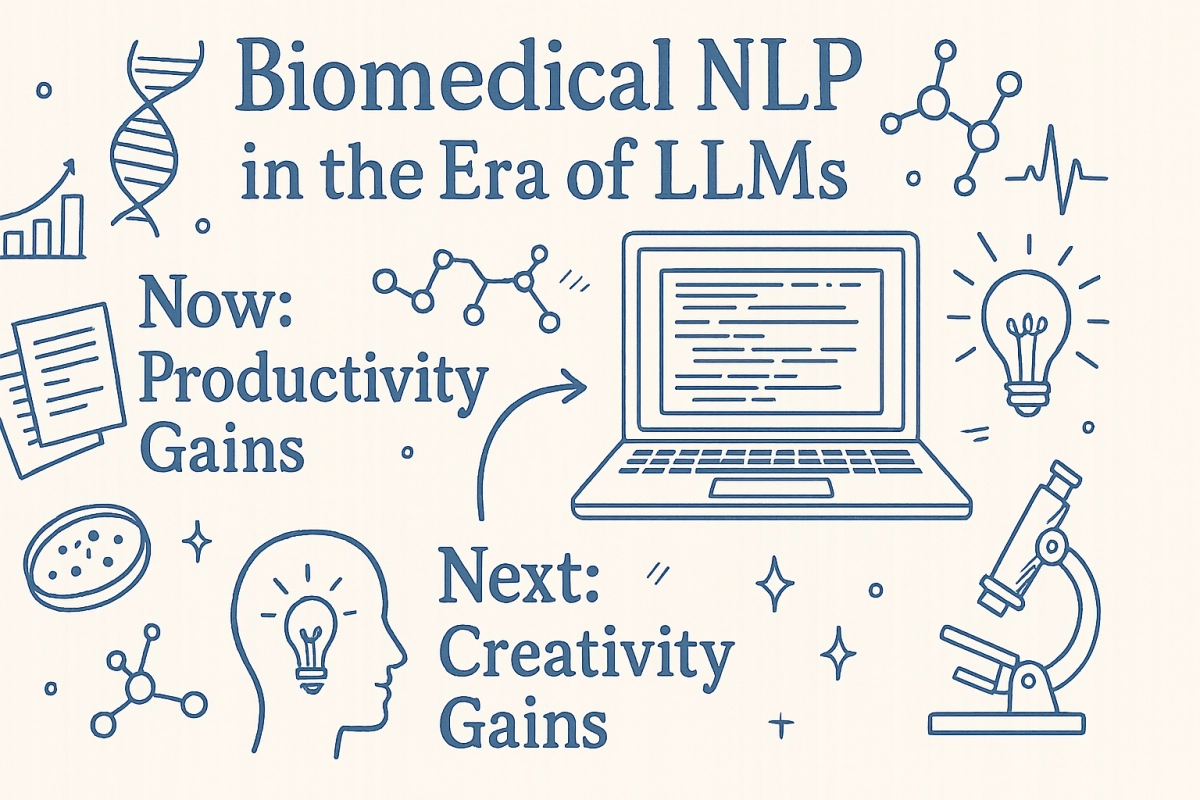 Biomedical NLP
in the Era of LLMs
Now:
Productivity
Gains
Next:
Creativity
Gains